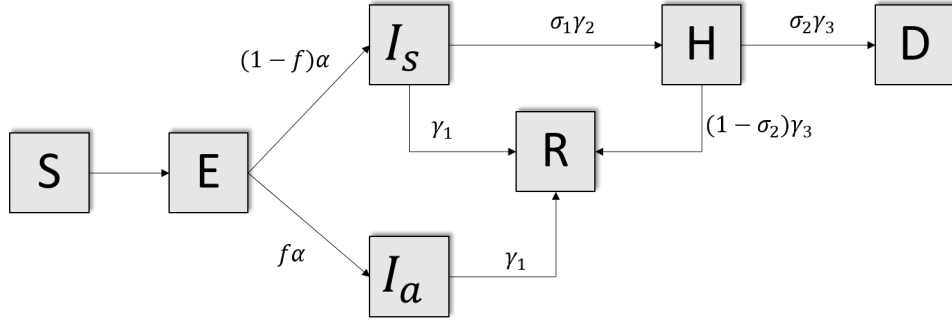 I_s
σ₁γ₂
H
σ₂γ₃
D
(1 − f)α
γ₁
R
(1 − σ₂)γ₃
S
E
fα
I_a
γ₁